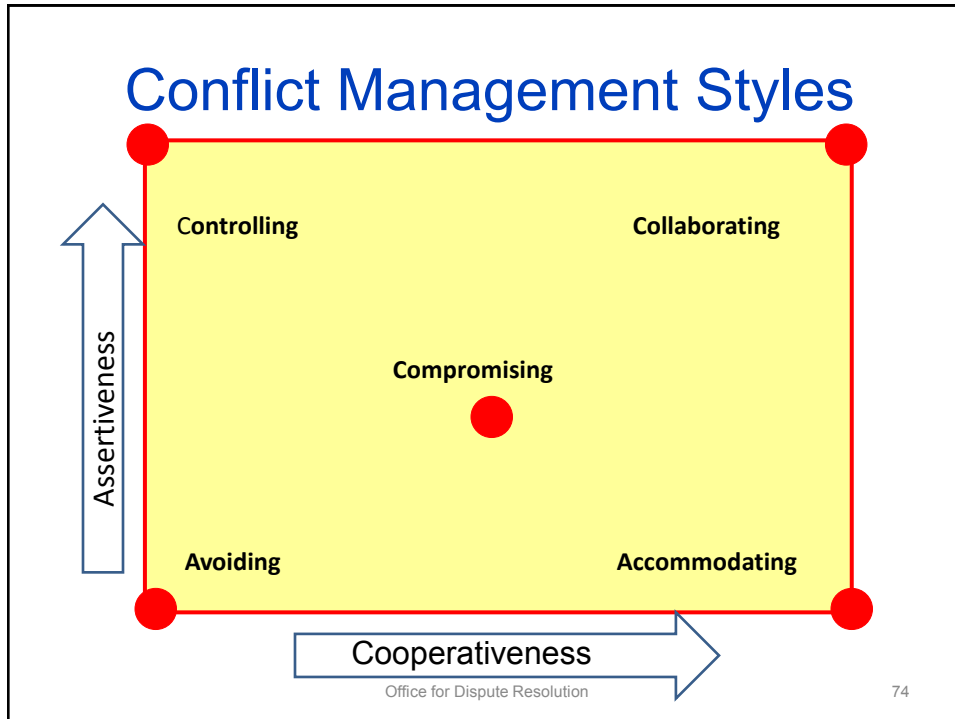 Conflict Management Styles
Controlling
Collaborating
Assertiveness
Compromising
Avoiding
Accommodating
Cooperativeness
Office for Dispute Resolution
74